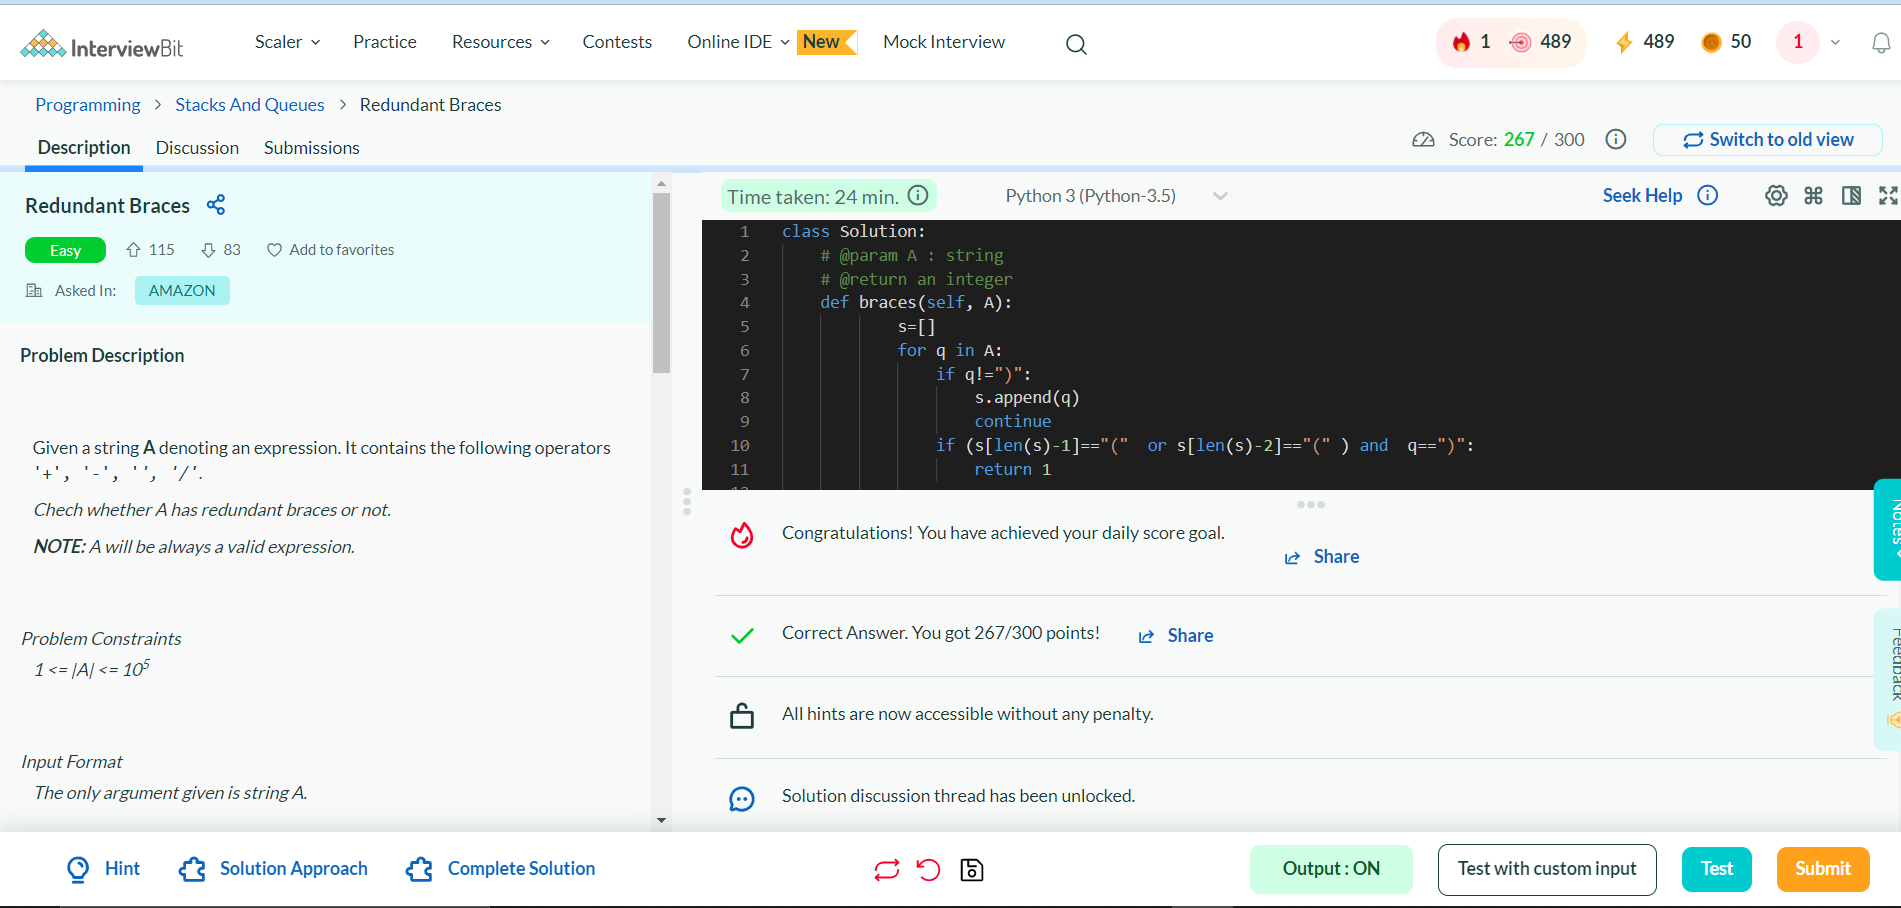 InterviewBit Scaler Practice Resources Contests Online IDE New Mock Interview 1 489 489 50 1
Programming > Stacks And Queues > Redundant Braces
Description Discussion Submissions
Score: 267 / 300 Switch to old view
Redundant Braces
Easy 115 83 Add to favorites
Asked In: AMAZON
Problem Description
Given a string A denoting an expression. It contains the following operators
'+', '-', '', '/'.
Chech whether A has redundant braces or not.
NOTE: A will be always a valid expression.
Problem Constraints
1 <= |A| <= 10⁵
Input Format
The only argument given is string A.
Time taken: 24 min. Python 3 (Python-3.5) Seek Help
1 class Solution:
2 # @param A : string
3 # @return an integer
4 def braces(self, A):
5 s=[]
6 for q in A:
7 if q!=")":
8 s.append(q)
9 continue
10 if (s[len(s)-1]=="(" or s[len(s)-2]=="(" ) and q==")":
11 return 1
Congratulations! You have achieved your daily score goal.
Share
Correct Answer. You got 267/300 points! Share
All hints are now accessible without any penalty.
Solution discussion thread has been unlocked.
Notes
Feedback
Hint Solution Approach Complete Solution Output : ON Test with custom input Test Submit